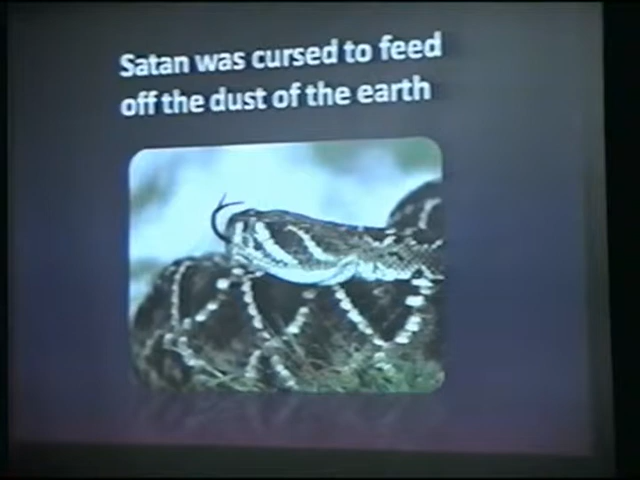 Satan was cursed to feed
off the dust of the earth